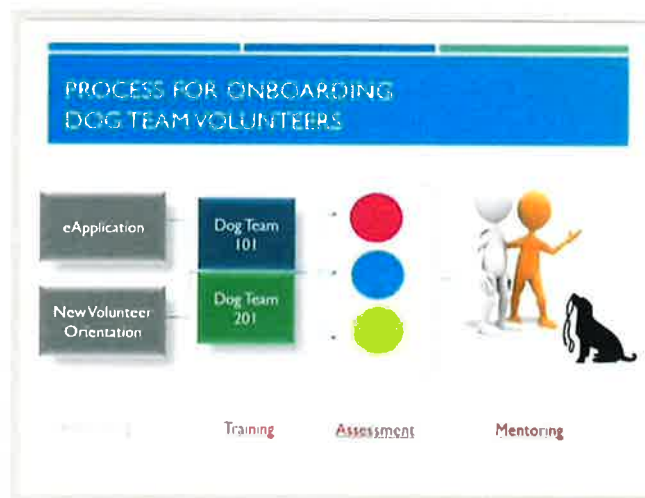 PROCESS FOR ONBOARDING
DOG TEAM VOLUNTEERS
eApplication
Dog Team
101
New Volunteer
Orientation
Dog Team
201
Training
Assessment
Mentoring